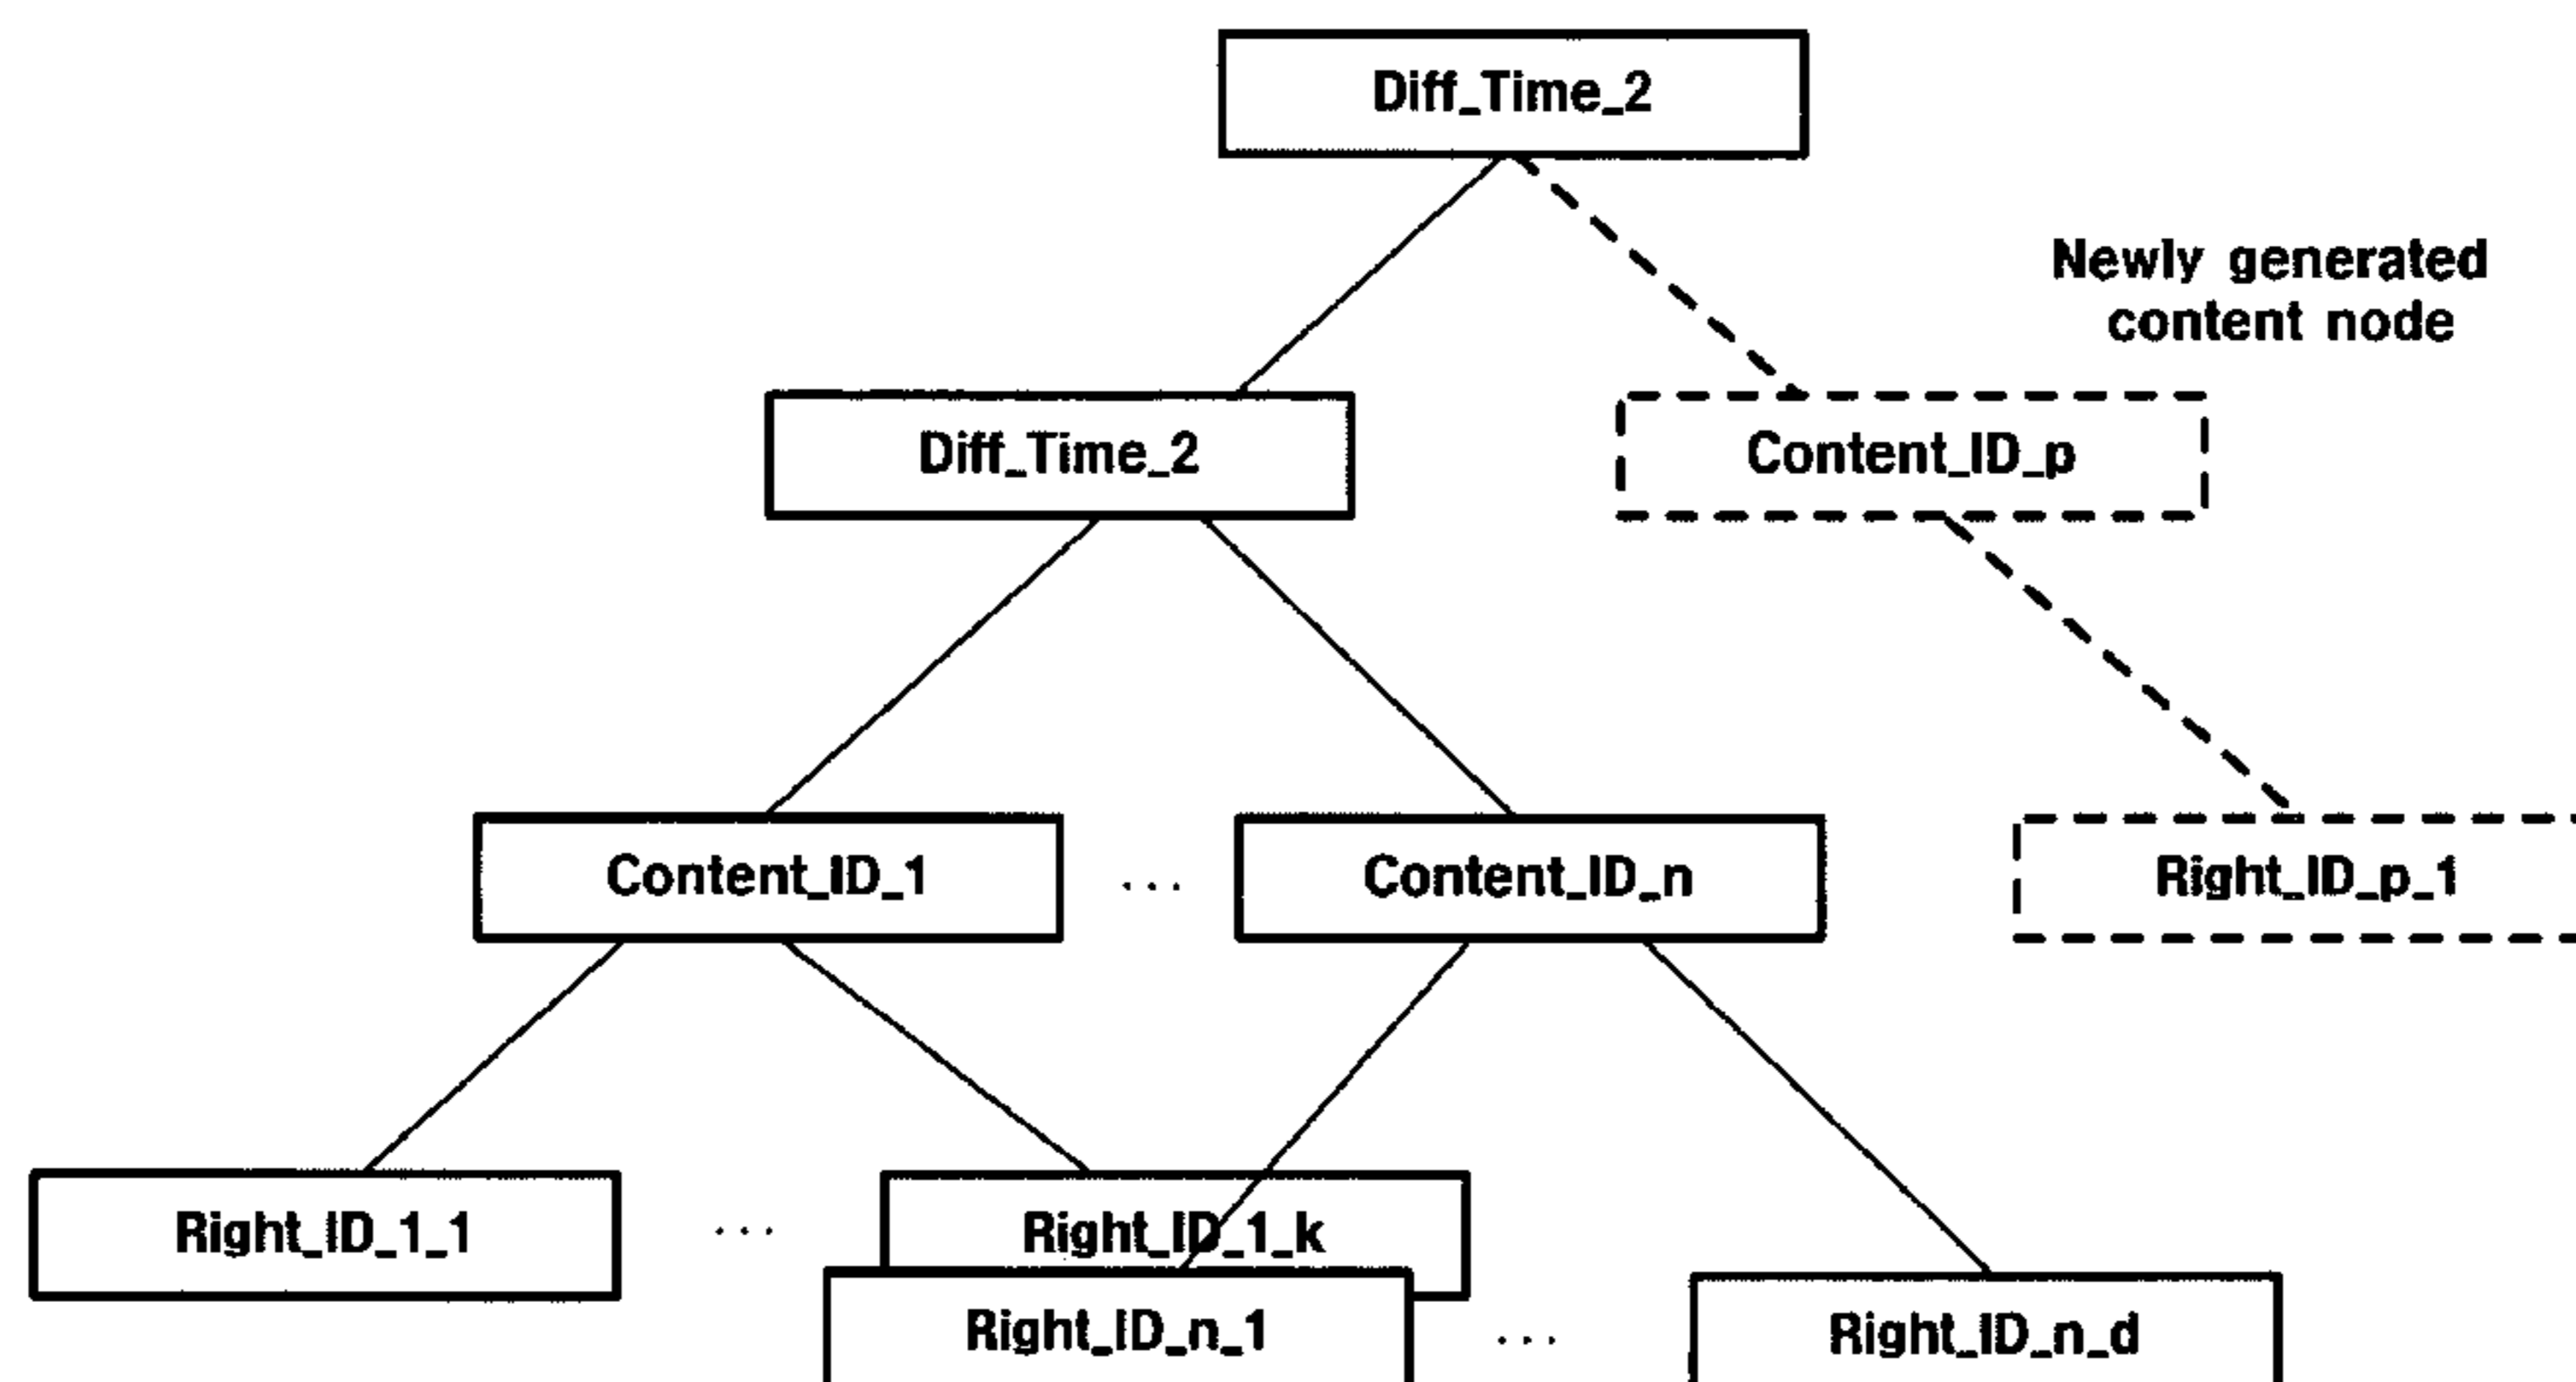 Diff_Time_2
Newly generated
content node
Diff_Time_2
Content_ID_p
Content_ID_1
...
Content_ID_n
Right_ID_p_1
Right_ID_1_1
...
Right_ID_1_k
Right_ID_n_1
...
Right_ID_n_d